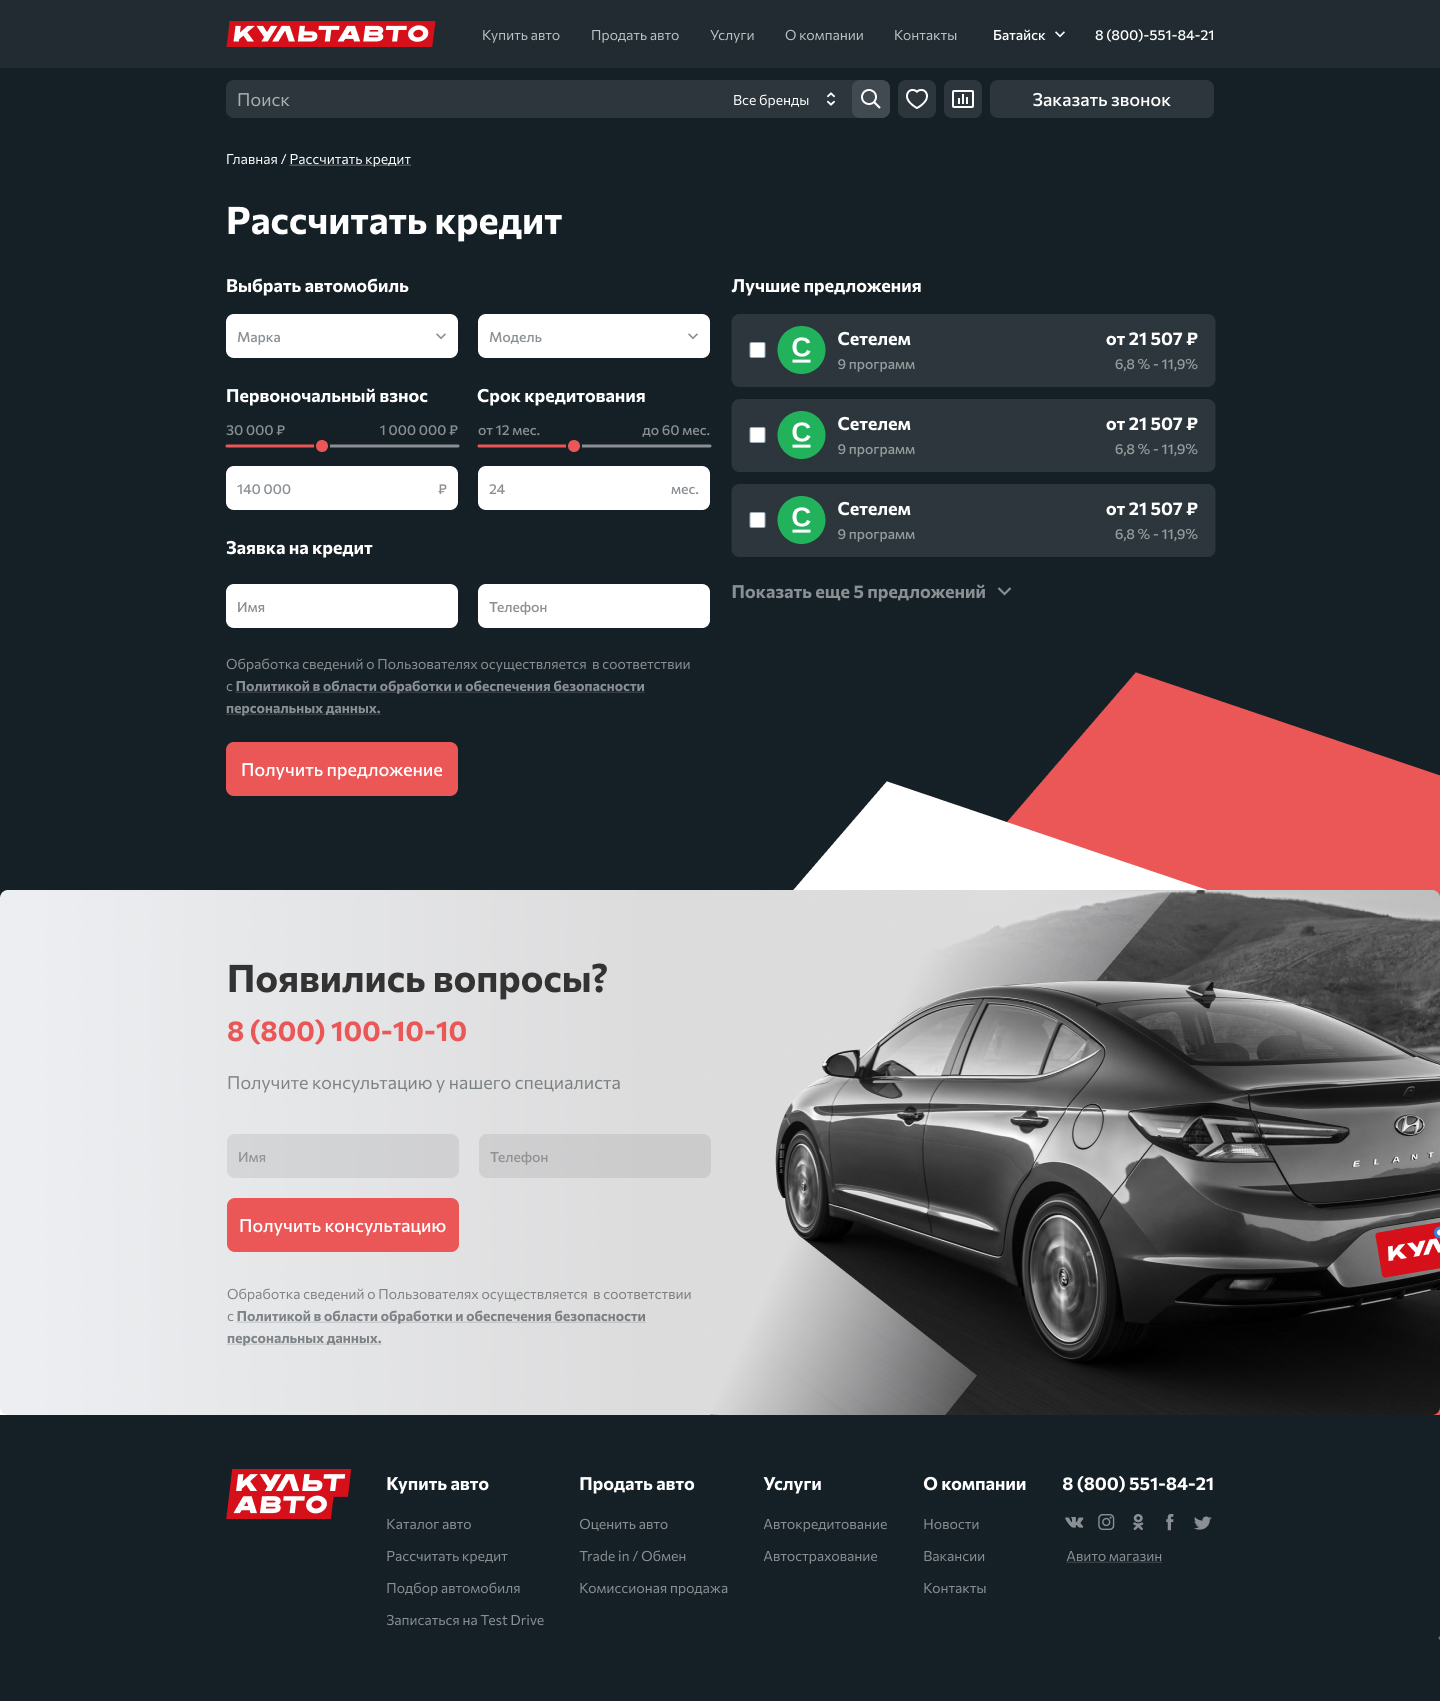 КУЛЬТАВТО
Купить авто Продать авто Услуги О компании Контакты Батайск 8 (800)-551-84-21
Поиск Все бренды Заказать звонок
Главная / Рассчитать кредит
Рассчитать кредит
Выбрать автомобиль
Марка Модель
Первоночальный взнос Срок кредитования
30 000 ₽ 1 000 000 ₽ от 12 мес. до 60 мес.
140 000 ₽ 24 мес.
Заявка на кредит
Имя Телефон
Обработка сведений о Пользователях осуществляется в соответствии
с Политикой в области обработки и обеспечения безопасности
персональных данных.
Получить предложение
Лучшие предложения
С Сетелем от 21 507 ₽
9 программ 6,8 % - 11,9%
С Сетелем от 21 507 ₽
9 программ 6,8 % - 11,9%
С Сетелем от 21 507 ₽
9 программ 6,8 % - 11,9%
Показать еще 5 предложений
Появились вопросы?
8 (800) 100-10-10
Получите консультацию у нашего специалиста
Имя Телефон
Получить консультацию
Обработка сведений о Пользователях осуществляется в соответствии
с Политикой в области обработки и обеспечения безопасности
персональных данных.
ELANT
КУЛ
КУЛЬТ
АВТО
Купить авто
Каталог авто
Рассчитать кредит
Подбор автомобиля
Записаться на Test Drive
Продать авто
Оценить авто
Trade in / Обмен
Комиссионая продажа
Услуги
Автокредитование
Автострахование
О компании
Новости
Вакансии
Контакты
8 (800) 551-84-21
Авито магазин